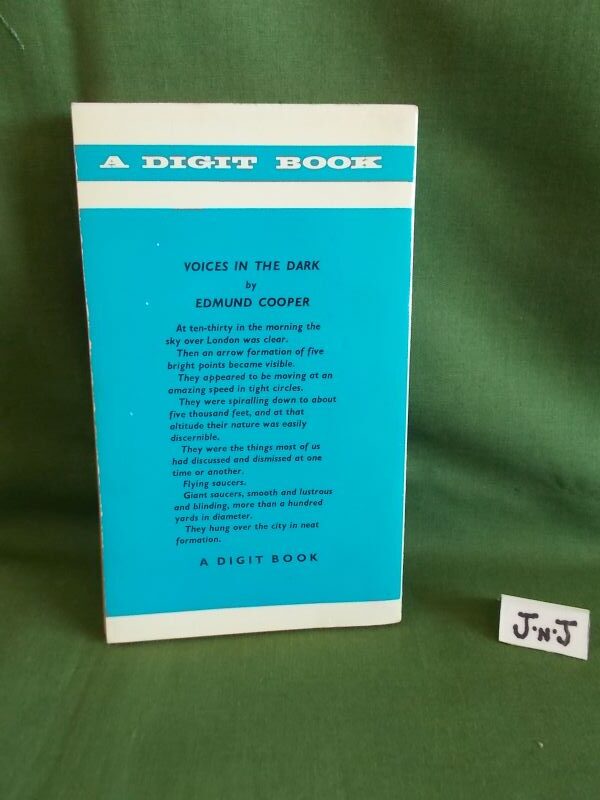 A DIGIT BOOK
VOICES IN THE DARK
by
EDMUND COOPER
At ten-thirty in the morning the
sky over London was clear.
Then an arrow formation of five
bright points became visible.
They appeared to be moving at an
amazing speed in tight circles.
They were spiralling down to about
five thousand feet, and at that
altitude their nature was easily
discernible.
They were the things most of us
had discussed and dismissed at one
time or another.
Flying saucers.
Giant saucers, smooth and lustrous
and blinding, more than a hundred
yards in diameter.
They hung over the city in neat
formation.
A DIGIT BOOK
J·N·J